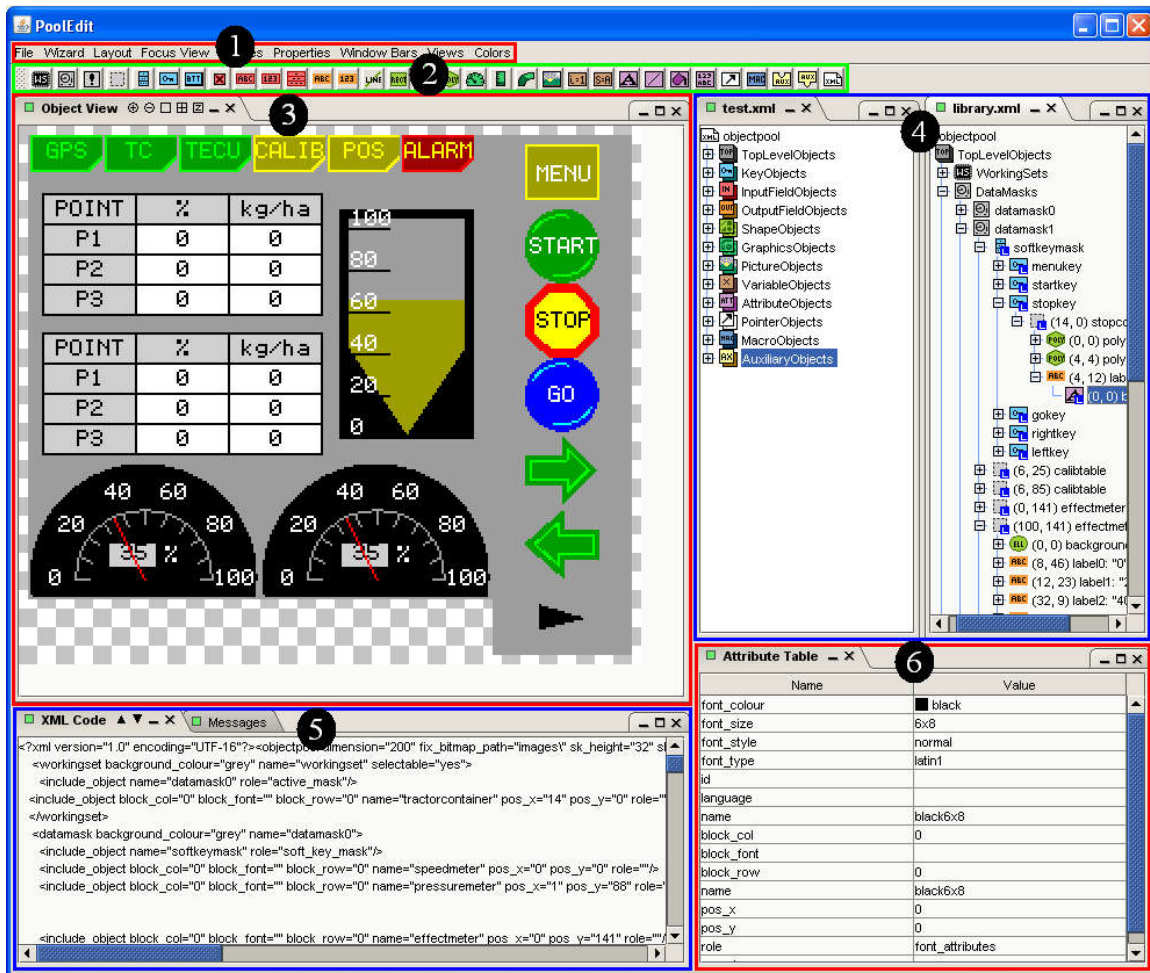 PoolEdit
File Wizard Layout Focus View Properties Window Bars Views Colors
1
2
Object View
3
GPS TC TECU CALIB POS ALARM
MENU
START
STOP
GO
POINT % kg/ha
P1 0 0
P2 0 0
P3 0 0
POINT % kg/ha
P1 0 0
P2 0 0
P3 0 0
100
80
60
40
20
0
0 20 40 60 80 100
35 %
0 20 40 60 80 100
35 %
test.xml
objectpool
TopLevelObjects
KeyObjects
InputFieldObjects
OutputFieldObjects
ShapeObjects
GraphicsObjects
PictureObjects
VariableObjects
AttributeObjects
PointerObjects
MacroObjects
AuxiliaryObjects
4
library.xml
objectpool
TopLevelObjects
WorkingSets
DataMasks
datamask0
datamask1
softkeymask
menukey
startkey
stopkey
(14, 0) stopco
(0, 0) poly
(4, 4) poly
(4, 12) lab
(0, 0) b
gokey
rightkey
leftkey
(6, 25) calibtable
(6, 85) calibtable
(0, 141) effectmeter
(100, 141) effectmet
(0, 0) background
(8, 46) label0: "0"
(12, 23) label1: "2
(32, 9) label2: "40
XML Code
Messages
5
<?xml version="1.0" encoding="UTF-16"?><objectpool dimension="200" fix_bitmap_path="images\" sk_height="32" sl
<workingset background_colour="grey" name="workingset" selectable="yes">
<include_object name="datamask0" role="active_mask"/>
<include_object block_col="0" block_font="" block_row="0" name="tractorcontainer" pos_x="14" pos_y="0" role=""
</workingset>
<datamask background_colour="grey" name="datamask0">
<include_object name="softkeymask" role="soft_key_mask"/>
<include_object block_col="0" block_font="" block_row="0" name="speedmeter" pos_x="0" pos_y="0" role=""/>
<include_object block_col="0" block_font="" block_row="0" name="pressuremeter" pos_x="1" pos_y="88" role="
<include_object block_col="0" block_font="" block_row="0" name="effectmeter" pos_x="0" pos_y="141" role=""/
Attribute Table
6
Name Value
font_colour black
font_size 6x8
font_style normal
font_type latin1
id
language
name black6x8
block_col 0
block_font
block_row 0
name black6x8
pos_x 0
pos_y 0
role font_attributes